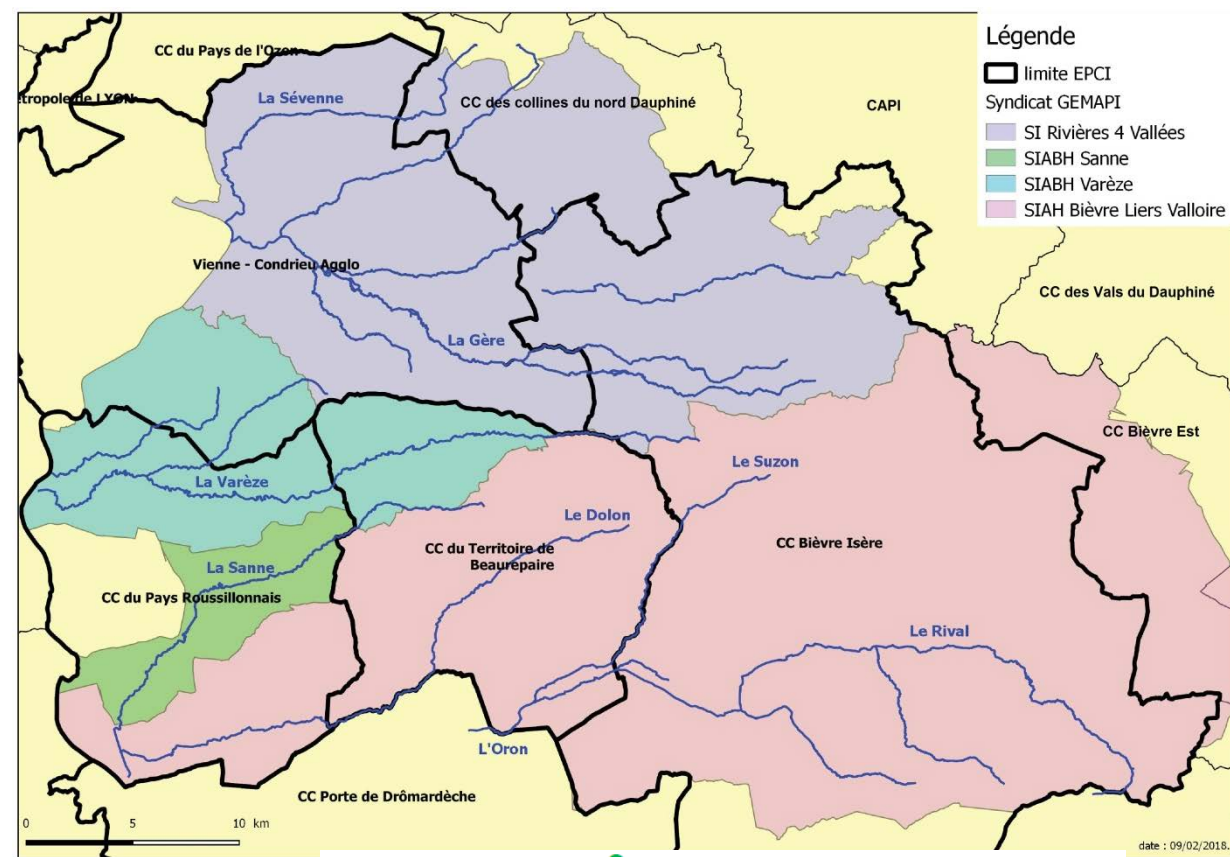 CC du Pays de l'Ozon
tropole de LYON
La Sévenne
CC des collines du nord Dauphiné
CAPI
Légende
limite EPCI
Syndicat GEMAPI
SI Rivières 4 Vallées
SIABH Sanne
SIABH Varèze
SIAH Bièvre Liers Valloire
Vienne - Condrieu Agglo
CC des Vals du Dauphiné
La Gère
CC Bièvre Est
La Varèze
Le Suzon
Le Dolon
CC du Territoire de
Beaurepaire
CC Bièvre Isère
La Sanne
CC du Pays Roussillonnais
Le Rival
L'Oron
CC Porte de Drômardèche
0 5 10 km
date : 09/02/2018